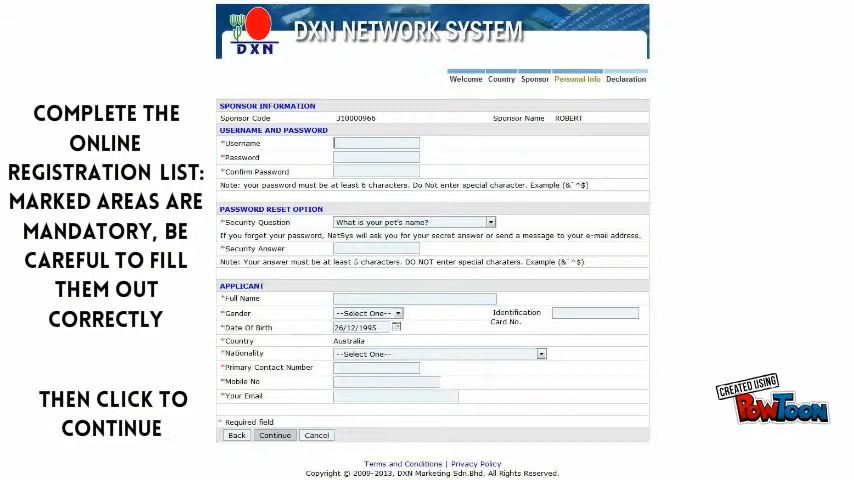 DXN
DXN NETWORK SYSTEM
Welcome Country Sponsor Personal Info Declaration
COMPLETE THE
ONLINE
REGISTRATION LIST:
MARKED AREAS ARE
MANDATORY, BE
CAREFUL TO FILL
THEM OUT
CORRECTLY
THEN CLICK TO
CONTINUE
SPONSOR INFORMATION
Sponsor Code 310000966 Sponsor Name ROBERT
USERNAME AND PASSWORD
*Username
*Password
*Confirm Password
Note: your password must be at least 6 characters. Do Not enter special character. Example (&`^$)
PASSWORD RESET OPTION
*Security Question What is your pet's name?
If you forget your password, NetSys will ask you for your secret answer or send a message to your e-mail address.
*Security Answer
Note: Your answer must be at least 5 characters. DO NOT enter special charaters. Example (&`^$)
APPLICANT
*Full Name
*Gender --Select One-- Identification
Card No.
*Date Of Birth 26/12/1995
*Country Australia
*Nationality --Select One--
*Primary Contact Number
*Mobile No
*Your Email
* Required field
Back Continue Cancel
Terms and Conditions | Privacy Policy
Copyright © 2009-2013, DXN Marketing Sdn.Bhd, All Rights Reserved.
CREATED USING
POWTOON